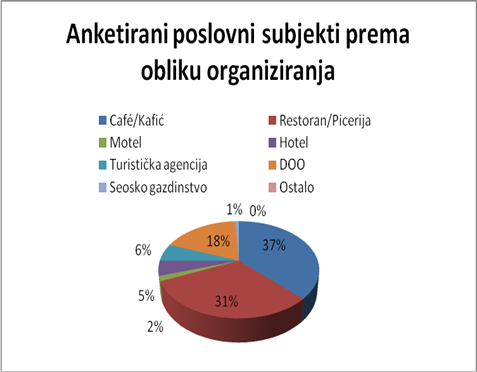 Anketirani poslovni subjekti prema
obliku organiziranja
Café/Kafić Restoran/Picerija
Motel Hotel
Turistička agencija DOO
Seosko gazdinstvo Ostalo
1% 0%
18% 37%
6%
5% 31%
2%